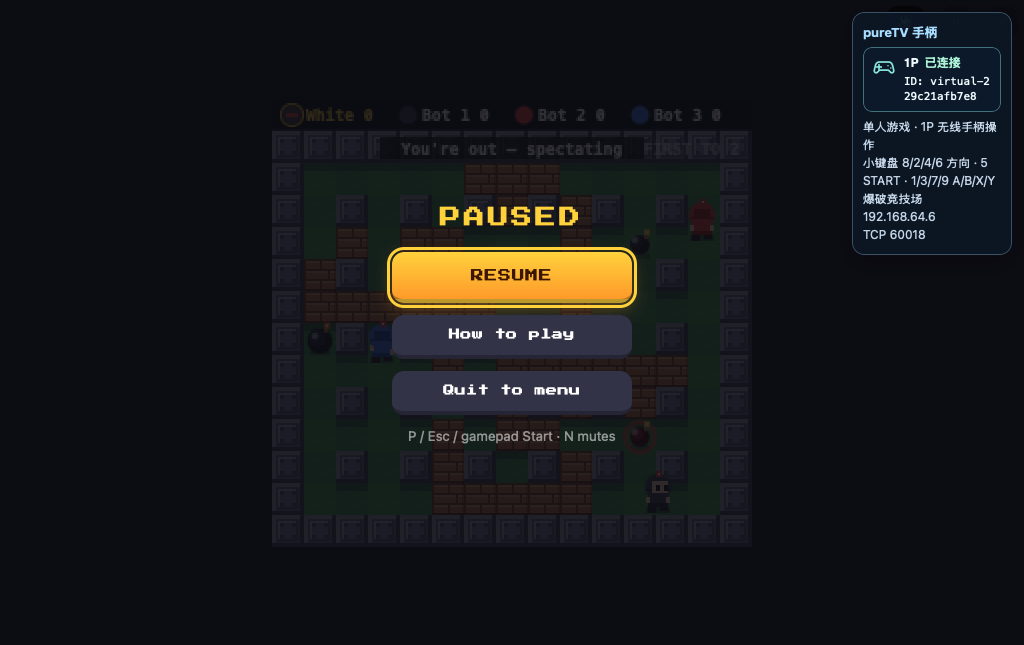 pureTV 手柄
1P 已连接
ID: virtual-2
29c21afb7e8
单人游戏 · 1P 无线手柄操
作
小键盘 8/2/4/6 方向 · 5
START · 1/3/7/9 A/B/X/Y
爆破竞技场
192.168.64.6
TCP 60018
White 0 Bot 1 0 Bot 2 0 Bot 3 0
You're out — spectating FIRST TO 2
PAUSED
RESUME
How to play
Quit to menu
P / Esc / gamepad Start · N mutes